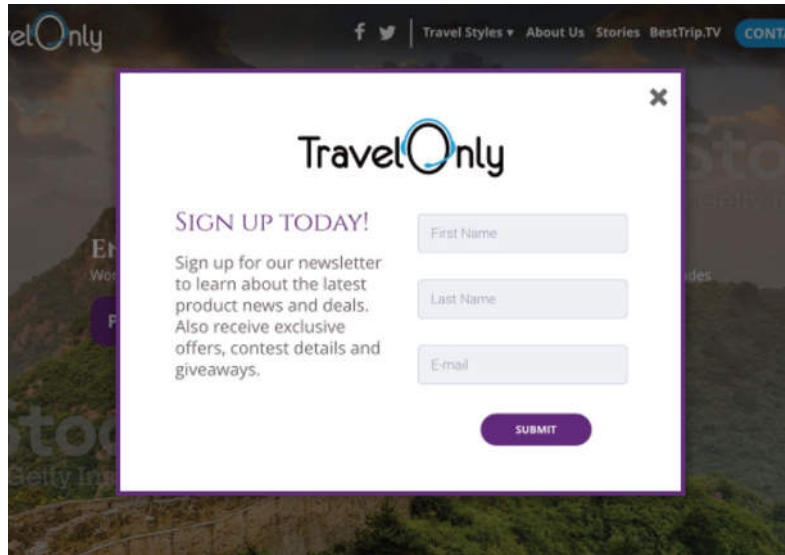 elOnly
Travel Styles ▾ About Us Stories BestTrip.TV CONTA
TravelOnly
SIGN UP TODAY!
Sign up for our newsletter
to learn about the latest
product news and deals.
Also receive exclusive
offers, contest details and
giveaways.
First Name
Last Name
E-mail
SUBMIT